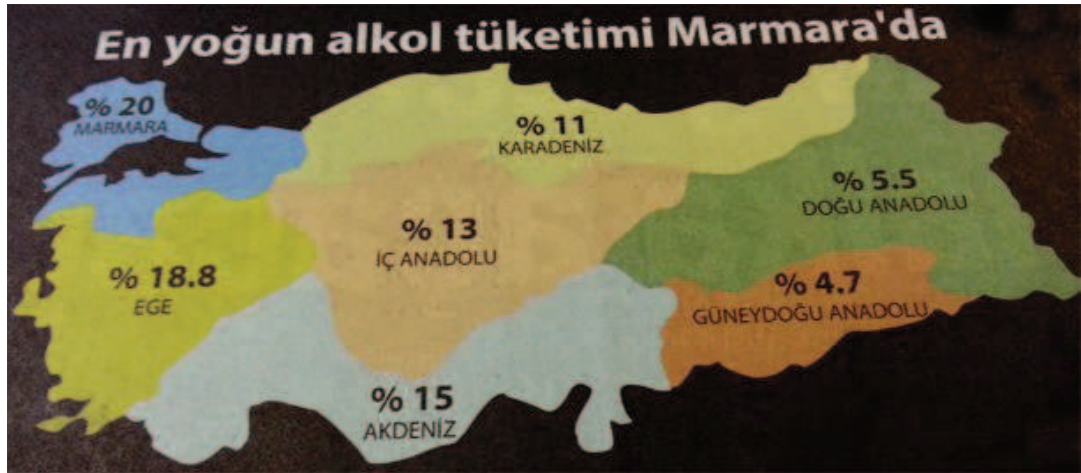 En yoğun alkol tüketimi Marmara'da
% 20
MARMARA
% 11
KARADENİZ
% 5.5
DOĞU ANADOLU
% 13
İÇ ANADOLU
% 18.8
EGE
% 4.7
GÜNEYDOĞU ANADOLU
% 15
AKDENİZ